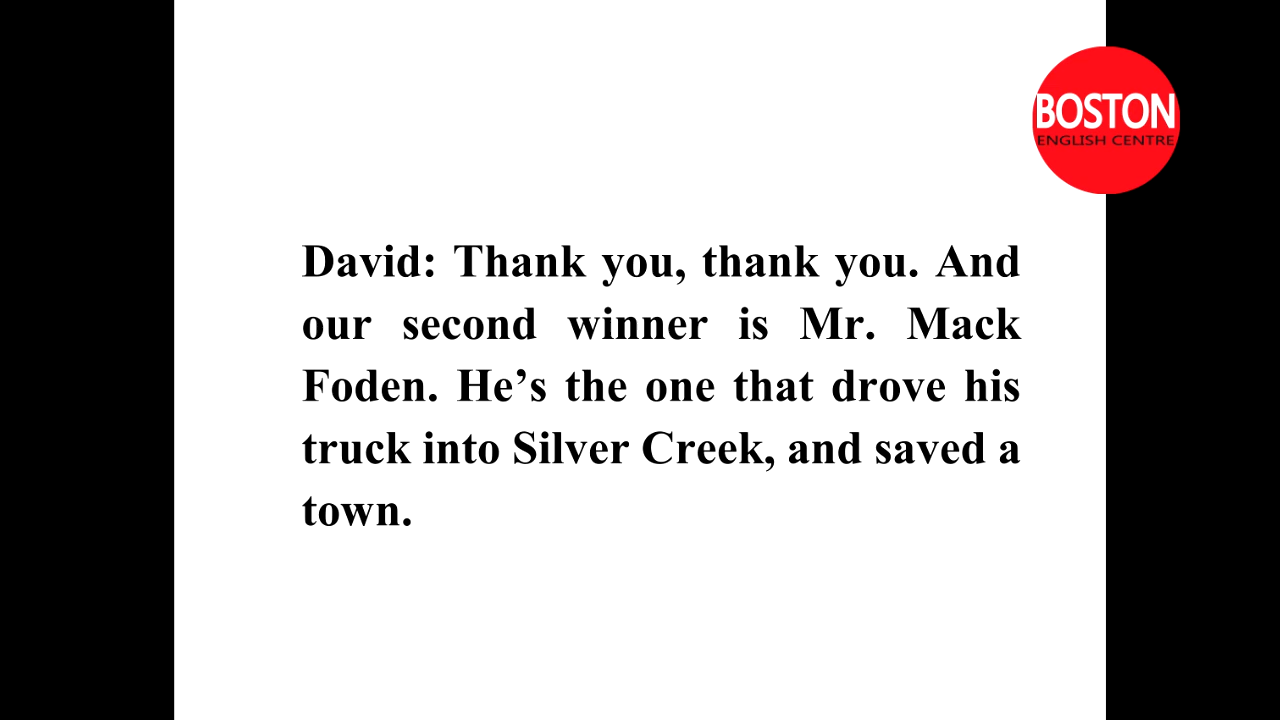 BOSTON
ENGLISH CENTRE
David: Thank you, thank you. And
our second winner is Mr. Mack
Foden. He’s the one that drove his
truck into Silver Creek, and saved a
town.